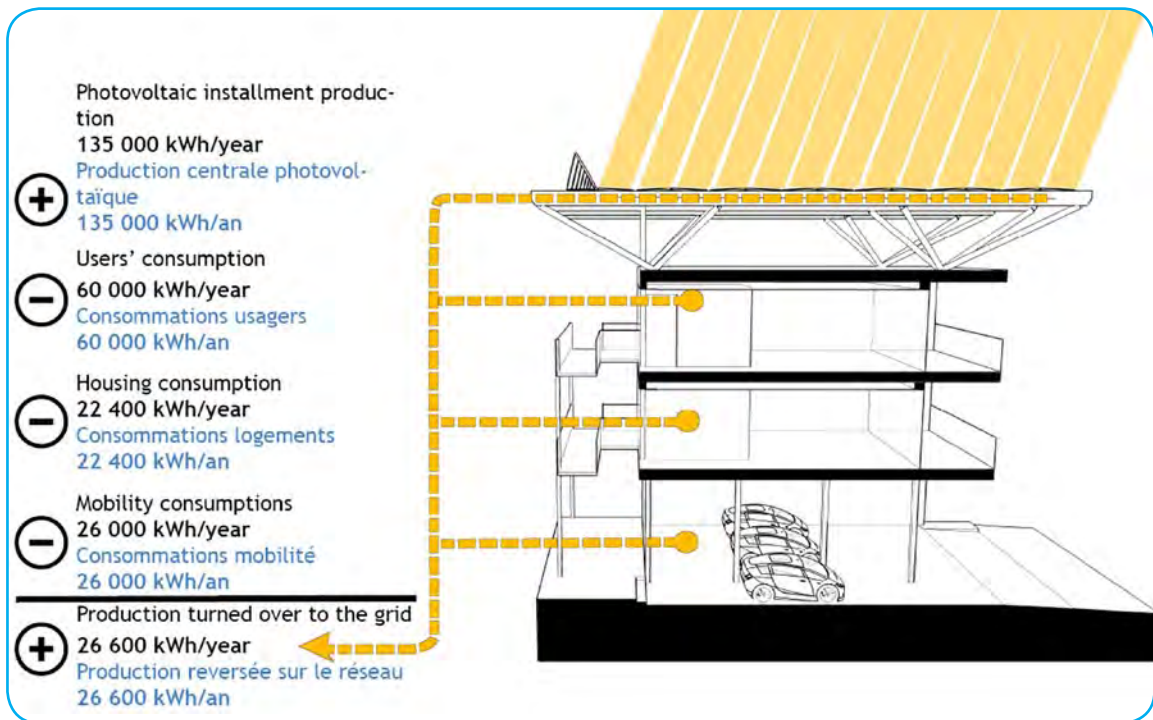 Photovoltaic installment produc-
tion
135 000 kWh/year
Production centrale photovol-
taïque
135 000 kWh/an
Users' consumption
60 000 kWh/year
Consommations usagers
60 000 kWh/an
Housing consumption
22 400 kWh/year
Consommations logements
22 400 kWh/an
Mobility consumptions
26 000 kWh/year
Consommations mobilité
26 000 kWh/an
Production turned over to the grid
26 600 kWh/year
Production reversée sur le réseau
26 600 kWh/an